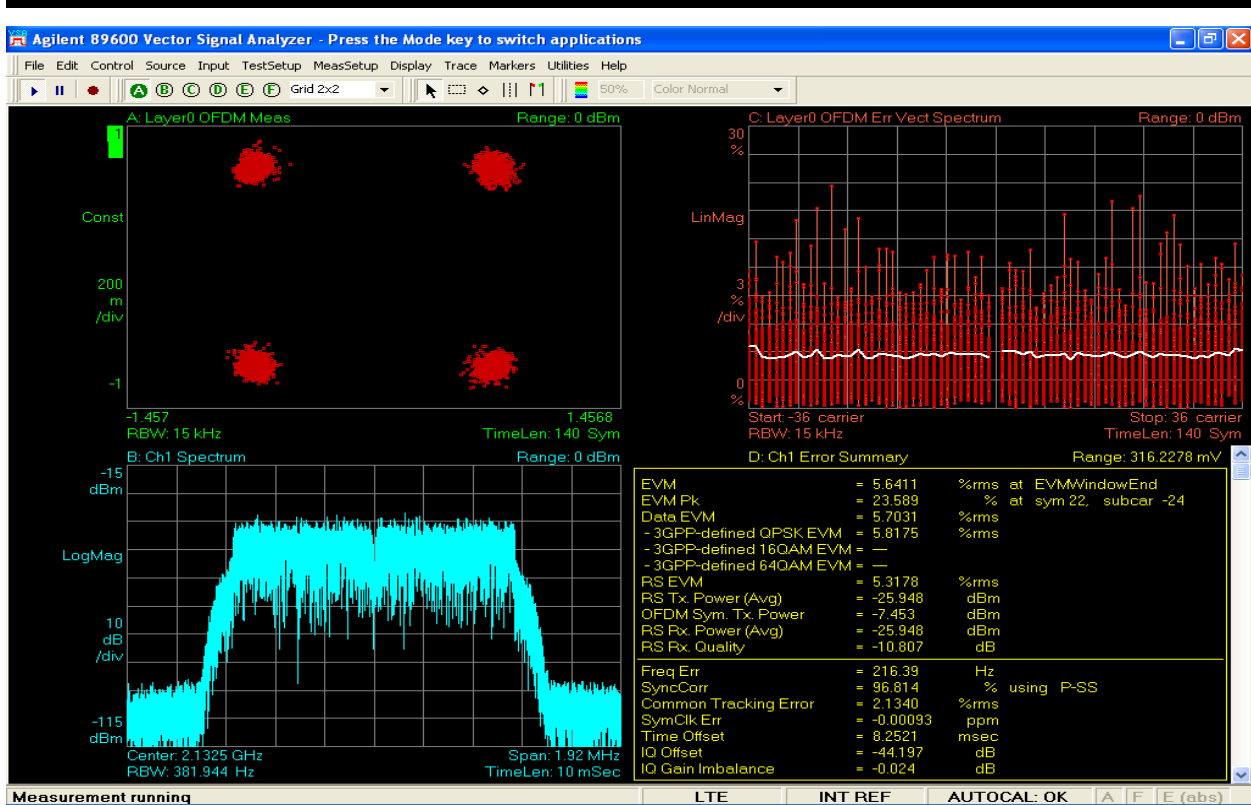 Agilent 89600 Vector Signal Analyzer - Press the Mode key to switch applications
File Edit Control Source Input TestSetup MeasSetup Display Trace Markers Utilities Help
A B C D E F Grid 2x2 50% Color Normal
A: Layer0 OFDM Meas Range: 0 dBm
1
Const
200
m
/div
-1
-1.457 1.4568
RBW: 15 kHz TimeLen: 140 Sym
C: Layer0 OFDM Err Vect Spectrum Range: 0 dBm
30
%
LinMag
3
%
/div
0
%
Start: -36 carrier Stop: 36 carrier
RBW: 15 kHz TimeLen: 140 Sym
B: Ch1 Spectrum Range: 0 dBm
-15
dBm
LogMag
10
dB
/div
-115
dBm
Center: 2.1325 GHz Span: 1.92 MHz
RBW: 381.944 Hz TimeLen: 10 mSec
D: Ch1 Error Summary Range: 316.2278 mV
EVM = 5.6411 %rms at EVMWindowEnd
EVM Pk = 23.589 % at sym 22, subcar -24
Data EVM = 5.7031 %rms
- 3GPP-defined QPSK EVM = 5.8175 %rms
- 3GPP-defined 16QAM EVM = —
- 3GPP-defined 64QAM EVM = —
RS EVM = 5.3178 %rms
RS Tx. Power (Avg) = -25.948 dBm
OFDM Sym. Tx. Power = -7.453 dBm
RS Rx. Power (Avg) = -25.948 dBm
RS Rx. Quality = -10.807 dB
Freq Err = 216.39 Hz
SyncCorr = 96.814 % using P-SS
Common Tracking Error = 2.1340 %rms
SymClk Err = -0.00093 ppm
Time Offset = 8.2521 msec
IQ Offset = -44.197 dB
IQ Gain Imbalance = -0.024 dB
Measurement running LTE INT REF AUTOCAL: OK A F E (abs)